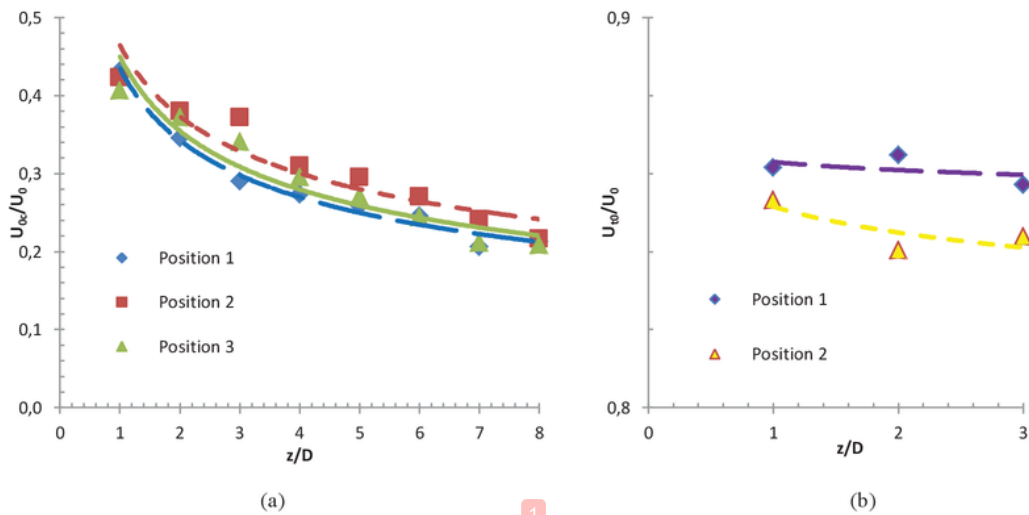 0,5
0,4
0,3
0,2
0,1
0,0
U0c/U0
Position 1
Position 2
Position 3
0 1 2 3 4 5 6 7 8
z/D
(a)
0,9
0,8
Ut0/U0
Position 1
Position 2
0 1 2 3
z/D
(b)
1